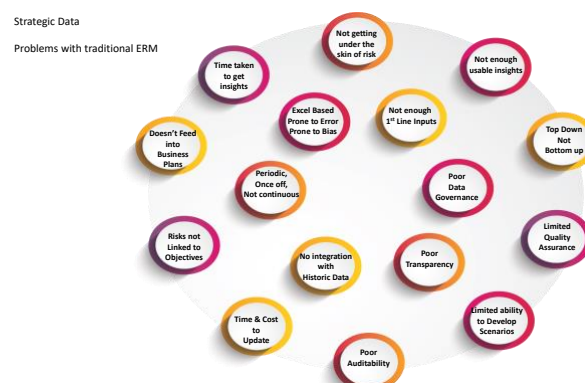 Strategic Data
Problems with traditional ERM
Not getting
under the
skin of risk
Time taken
to get
insights
Not enough
usable insights
Excel Based
Prone to Error
Prone to Bias
Not enough
1st Line Inputs
Doesn't Feed
into
Business
Plans
Top Down
Not
Bottom up
Periodic,
Once off,
Not continuous
Poor
Data
Governance
Risks not
Linked to
Objectives
Limited
Quality
Assurance
No integration
with
Historic Data
Poor
Transparency
Time & Cost
to
Update
Limited ability
to Develop
Scenarios
Poor
Auditability